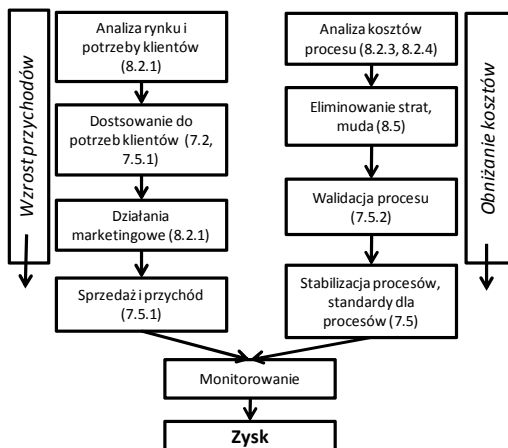 Wzrost przychodów
Analiza rynku i
potrzeby klientów
(8.2.1)
Dostsowanie do
potrzeb klientów (7.2,
7.5.1)
Działania
marketingowe (8.2.1)
Sprzedaż i przychód
(7.5.1)
Analiza kosztów
procesu (8.2.3, 8.2.4)
Eliminowanie strat,
muda (8.5)
Walidacja procesu
(7.5.2)
Stabilizacja procesów,
standardy dla
procesów (7.5)
Obniżanie kosztów
Monitorowanie
Zysk